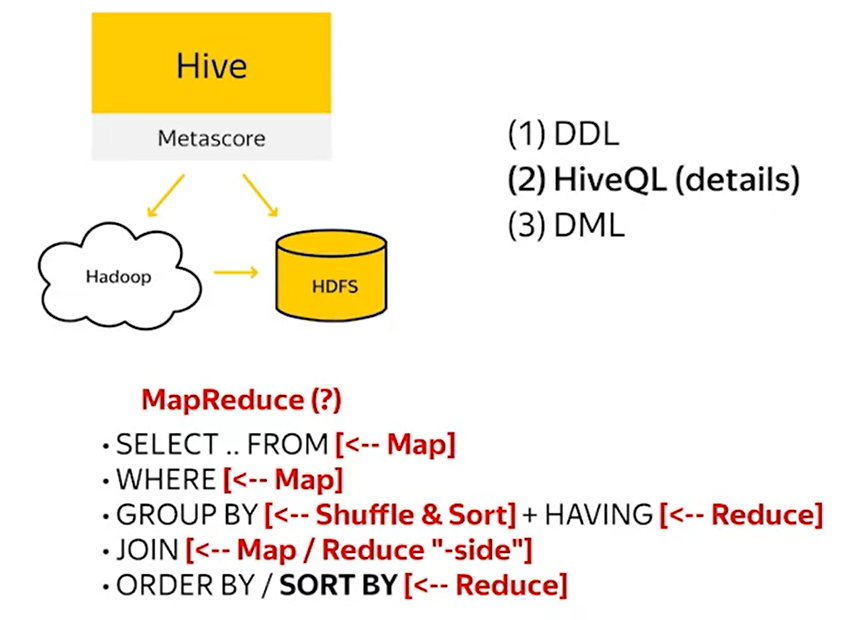 Hive
Metascore
Hadoop
HDFS
(1) DDL
(2) HiveQL (details)
(3) DML
MapReduce (?)
• SELECT .. FROM [<-- Map]
• WHERE [<-- Map]
• GROUP BY [<-- Shuffle & Sort] + HAVING [<-- Reduce]
• JOIN [<-- Map / Reduce "-side"]
• ORDER BY / SORT BY [<-- Reduce]